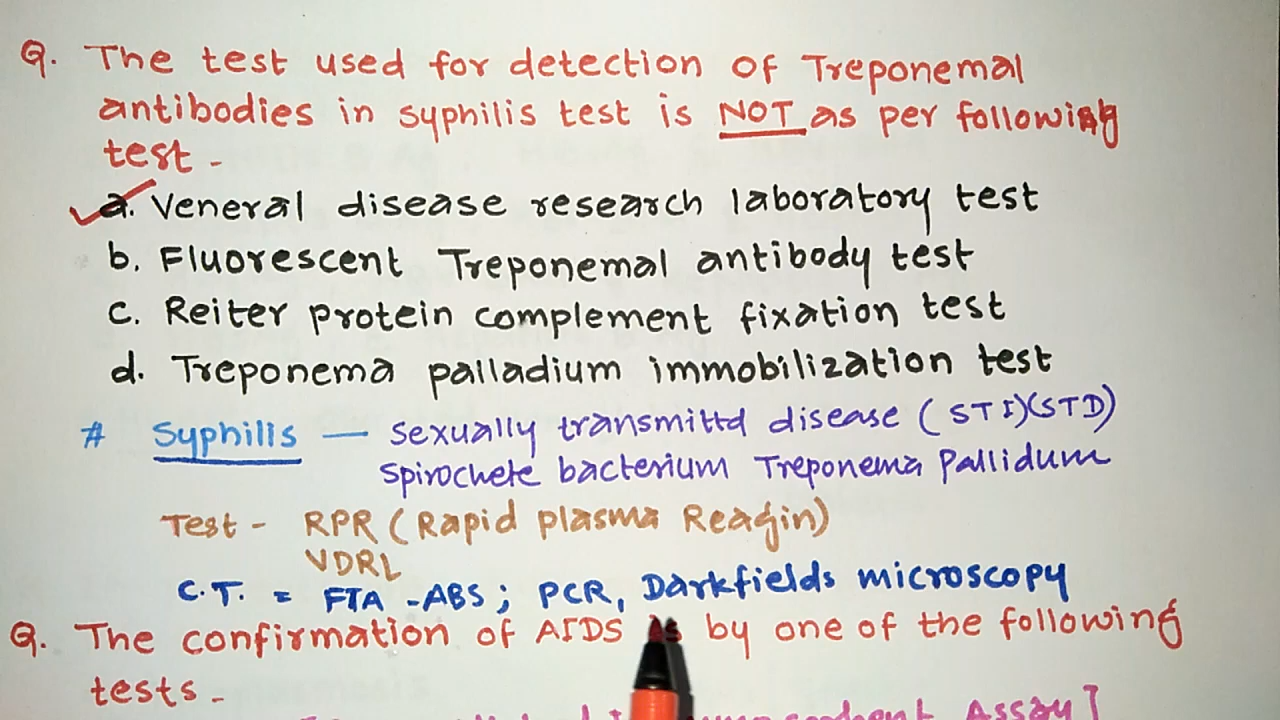 Q. The test used for detection of Treponemal
antibodies in syphilis test is NOT as per following
test -
a. Veneral disease research laboratory test
b. Fluorescent Treponemal antibody test
c. Reiter protein complement fixation test
d. Treponema palladium immobilization test
# Syphilis — sexually transmittd disease (STI)(STD)
Spirochete bacterium Treponema Pallidum
Test - RPR (Rapid plasma Reagin)
VDRL
C.T. = FTA -ABS; PCR, Darkfields microscopy
Q. The confirmation of AIDS is by one of the following
tests -
Assay]